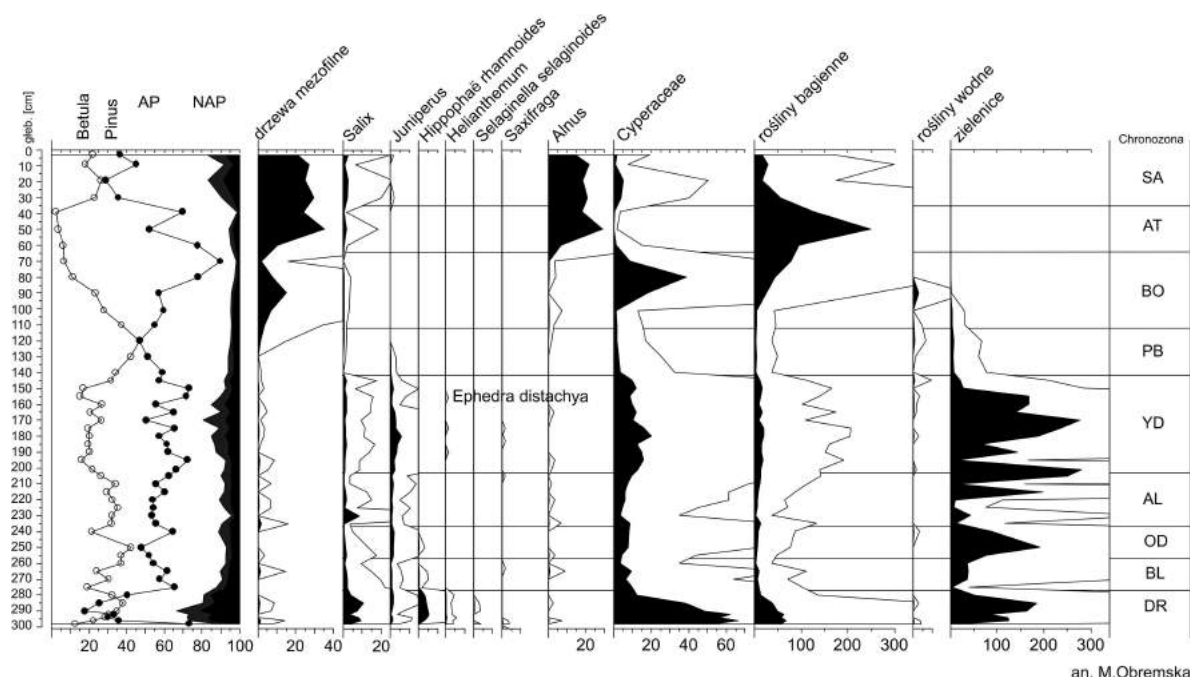 głęb. [cm]
Betula
Pinus
AP
NAP
drzewa mezofilne
Salix
Juniperus
Hippophaë rhamnoides
Helianthemum
Selaginella selaginoides
Saxifraga
Alnus
Cyperaceae
rośliny bagienne
rośliny wodne
zielenice
Chronozona
0
10
20
30
40
50
60
70
80
90
100
110
120
130
140
150
160
170
180
190
200
210
220
230
240
250
260
270
280
290
300
SA
AT
BO
PB
YD
AL
OD
BL
DR
Ephedra distachya
20 40 60 80 100 20 20 20 40 60 100 200 300 100 200 300
an. M.Obremska